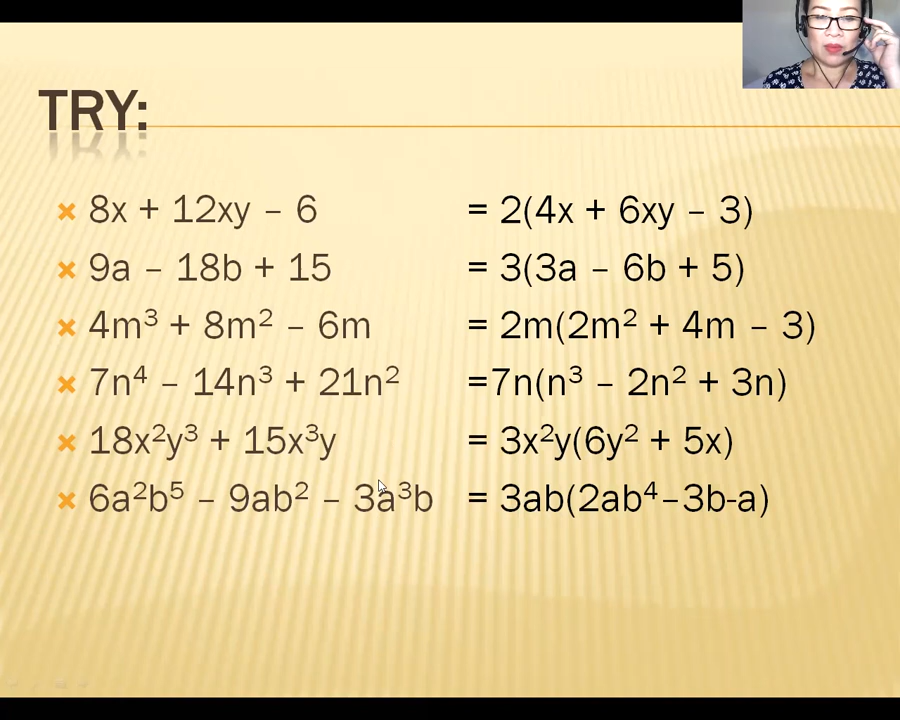 TRY:
8x + 12xy – 6 = 2(4x + 6xy – 3)
9a – 18b + 15 = 3(3a – 6b + 5)
4m³ + 8m² – 6m = 2m(2m² + 4m – 3)
7n⁴ – 14n³ + 21n² =7n(n³ – 2n² + 3n)
18x²y³ + 15x³y = 3x²y(6y² + 5x)
6a²b⁵ – 9ab² – 3a³b = 3ab(2ab⁴–3b-a)